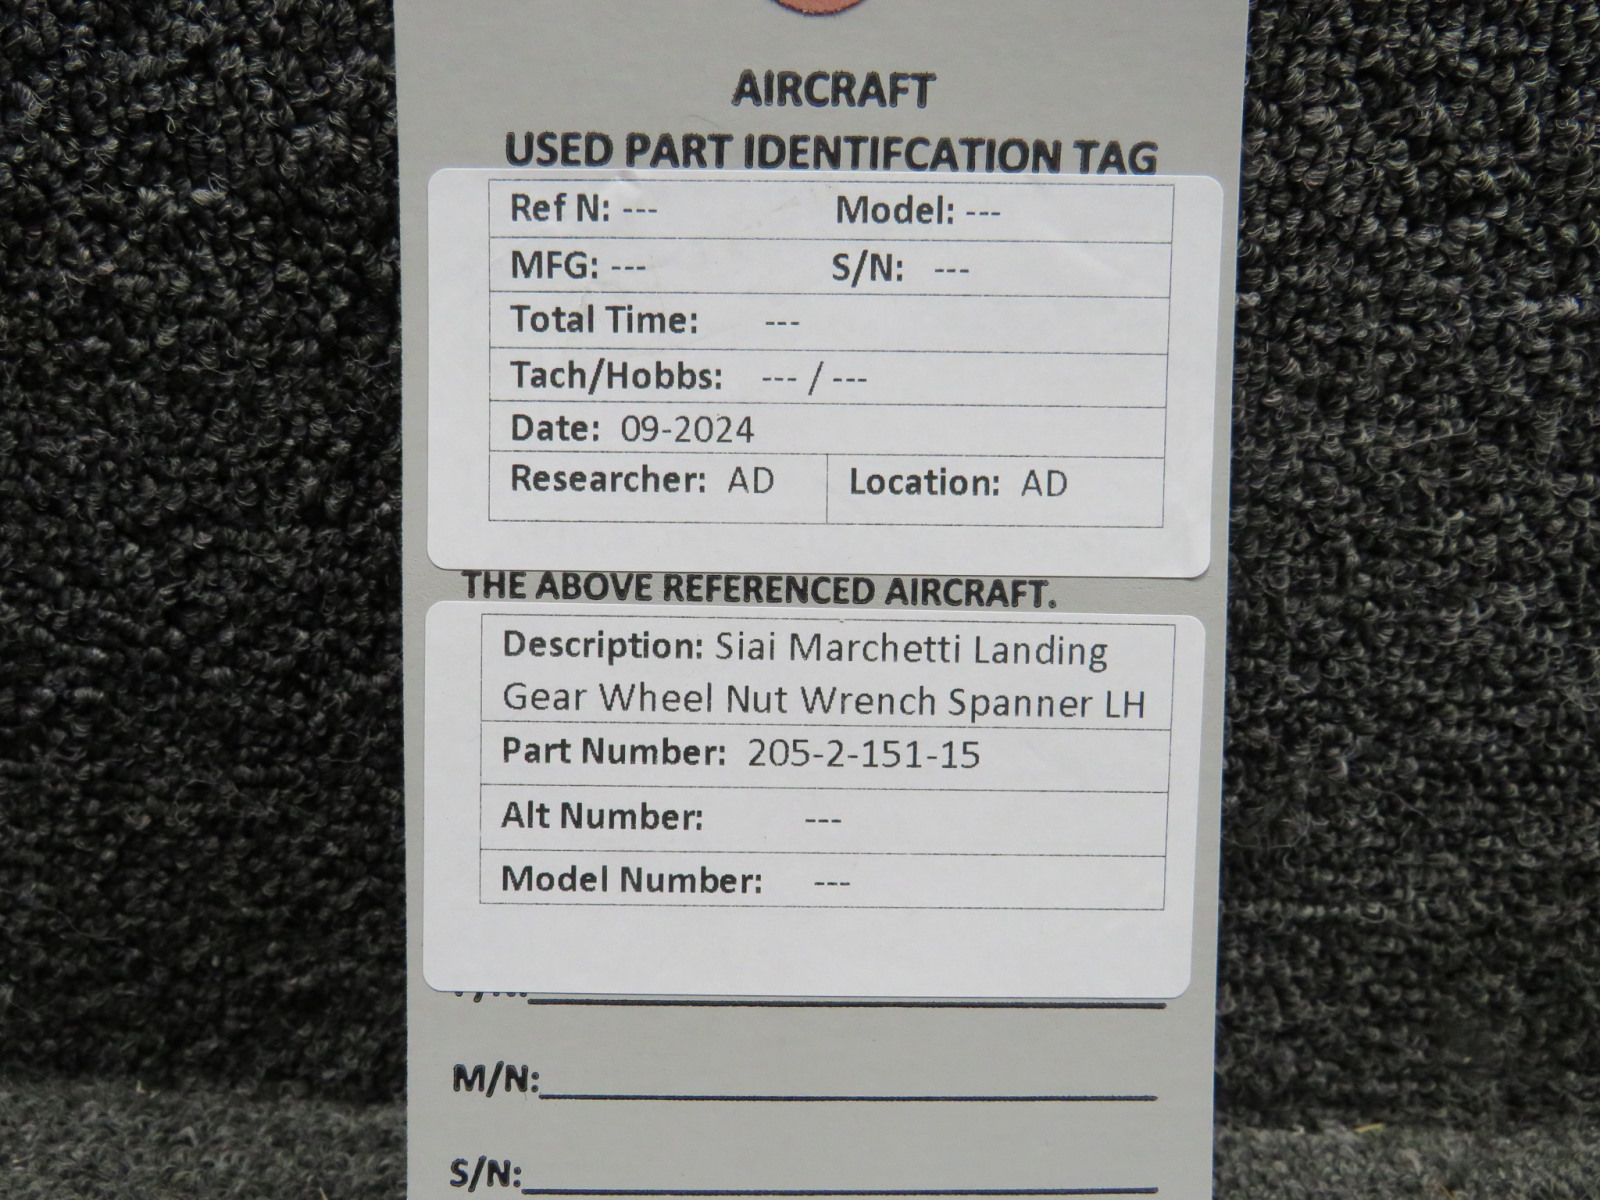 AIRCRAFT
USED PART IDENTIFCATION TAG
Ref N: --- Model: ---
MFG: --- S/N: ---
Total Time: ---
Tach/Hobbs: --- / ---
Date: 09-2024
Researcher: AD Location: AD
THE ABOVE REFERENCED AIRCRAFT.
Description: Siai Marchetti Landing
Gear Wheel Nut Wrench Spanner LH
Part Number: 205-2-151-15
Alt Number: ---
Model Number: ---
M/N:
S/N: